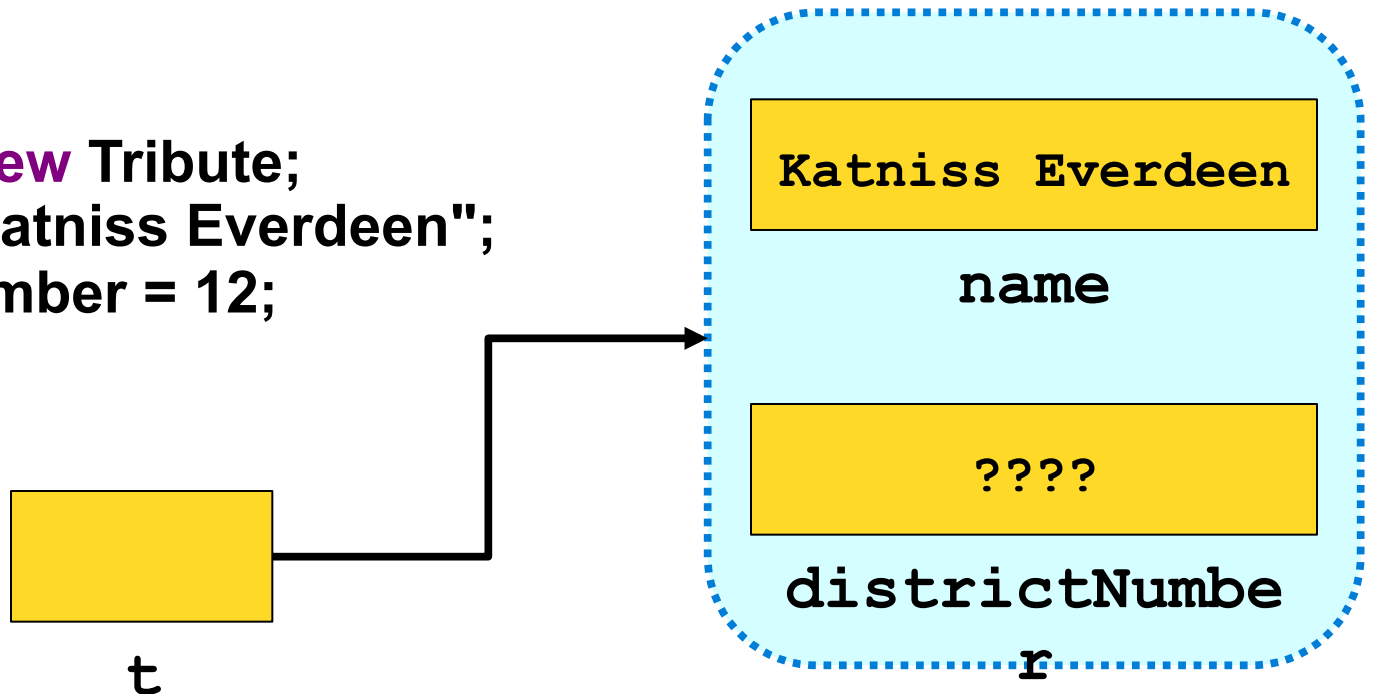 ew Tribute;
atniss Everdeen";
mber = 12;
Katniss Everdeen
name
????
districtNumbe
r
t